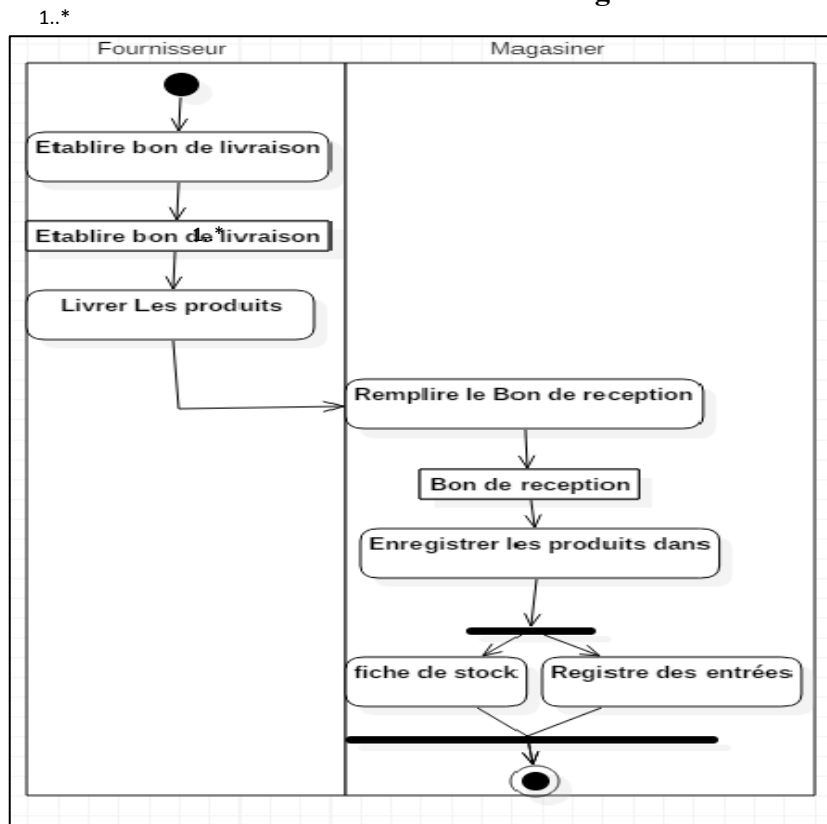 1..*
Fournisseur
Magasiner
Etablire bon de livraison
Etablire bon de livraison
1..*
Livrer Les produits
Remplire le Bon de reception
Bon de reception
Enregistrer les produits dans
fiche de stock
Registre des entrées